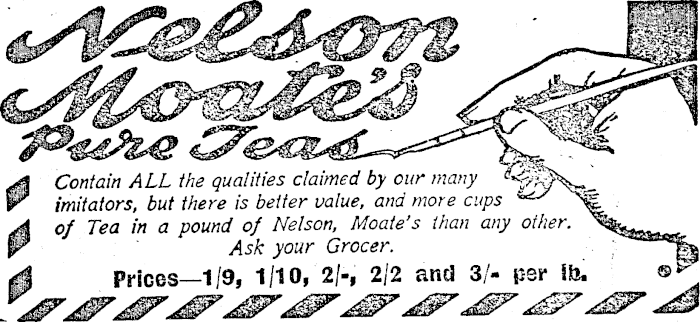 Nelson
Moate's
Pure Teas
Contain ALL the qualities claimed by our many
imitators, but there is better value, and more cups
of Tea in a pound of Nelson, Moate's than any other.
Ask your Grocer.
Prices—1/9, 1/10, 2/-, 2/2 and 3/- per lb.